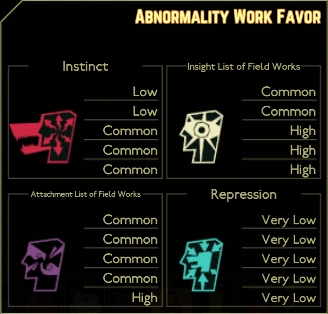 Abnormality Work Favor
Instinct
Low
Low
Common
Common
Common
Insight List of Field Works
Common
Common
High
High
High
Attachment List of Field Works
Common
Common
Common
Common
High
Repression
Very Low
Very Low
Very Low
Very Low
Very Low